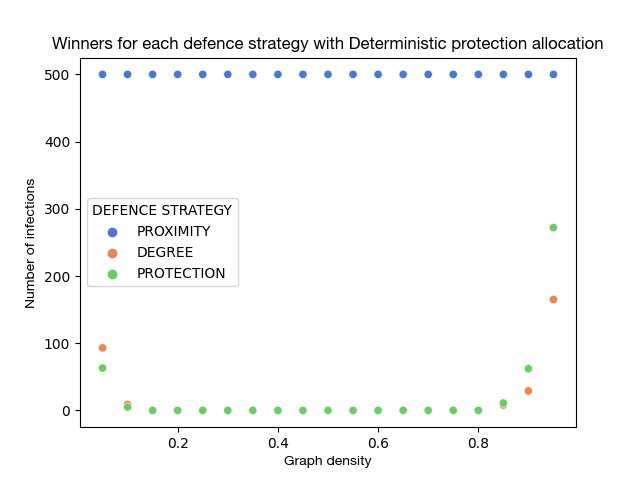 Winners for each defence strategy with Deterministic protection allocation
500
400
300
200
100
0
Number of infections
DEFENCE STRATEGY
PROXIMITY
DEGREE
PROTECTION
0.2 0.4 0.6 0.8
Graph density